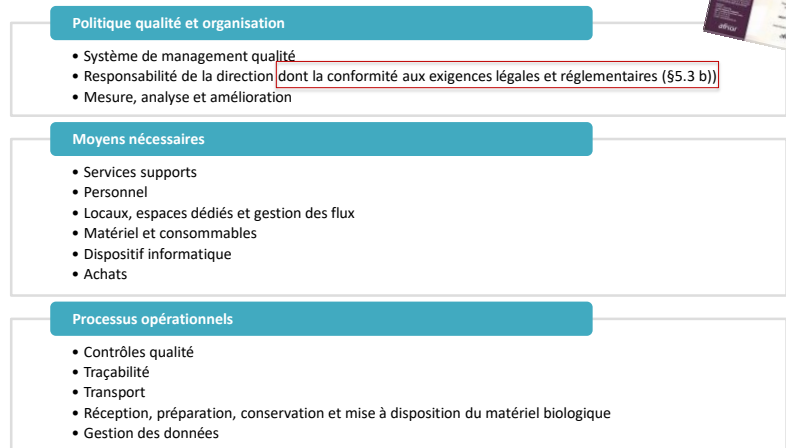 Politique qualité et organisation
• Système de management qualité
• Responsabilité de la direction dont la conformité aux exigences légales et réglementaires (§5.3 b))
• Mesure, analyse et amélioration
Moyens nécessaires
• Services supports
• Personnel
• Locaux, espaces dédiés et gestion des flux
• Matériel et consommables
• Dispositif informatique
• Achats
Processus opérationnels
• Contrôles qualité
• Traçabilité
• Transport
• Réception, préparation, conservation et mise à disposition du matériel biologique
• Gestion des données